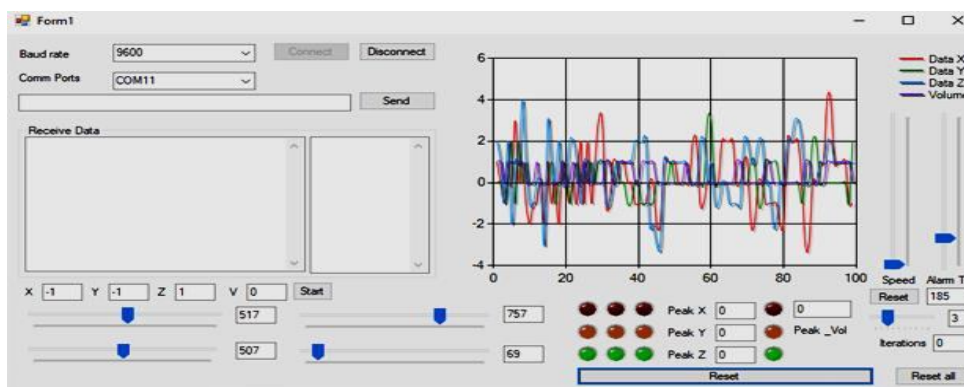 Form1
Baud rate 9600 Connect Disconnect
Comm Ports COM11
Send
Receive Data
6
4
2
0
-2
-4
1 20 40 60 80 100
Data X
Data Y
Data Z
Volume
Speed Alarm T
Reset 185
3
Iterations 0
X -1 Y -1 Z 1 V 0 Start
517 757
507 69
Peak X 0 0
Peak Y 0 Peak _Vol
Peak Z 0
Reset Reset all